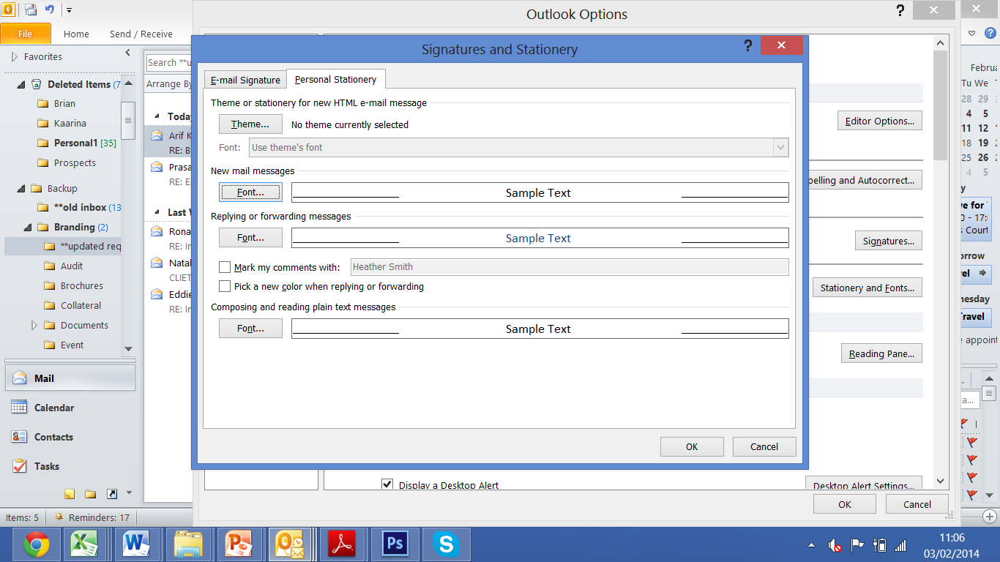 Outlook Options
File
Home
Send / Receive
Favorites
Search **u
Arrange By
Deleted Items (7
Brian
Kaarina
Personal1 [35]
Prospects
Backup
**old inbox (13
Branding (2)
**updated req
Audit
Brochures
Collateral
Documents
Event
Mail
Calendar
Contacts
Tasks
Items: 5
Reminders: 17
Toda
Arif K
RE: B
Prasa
RE: E
Last W
Rona
RE: In
Natal
CLIET
Eddie
RE: In
Signatures and Stationery
E-mail Signature
Personal Stationery
Theme or stationery for new HTML e-mail message
Theme...
No theme currently selected
Font:
Use theme's font
New mail messages
Font...
Sample Text
Replying or forwarding messages
Font...
Sample Text
Mark my comments with:
Heather Smith
Pick a new color when replying or forwarding
Composing and reading plain text messages
Font...
Sample Text
OK
Cancel
Editor Options...
pelling and Autocorrect...
Signatures...
Stationery and Fonts...
Reading Pane...
Display a Desktop Alert
Desktop Alert Settings...
OK
Cancel
Februa
Tu We
28 29
4 5
11 12
18 19
25 26
4 5
y
ve for
0 - 17:
s Court
orrow
vel
nesday
Travel
e appoint
a...
W
P
Ps
S
11:06
03/02/2014